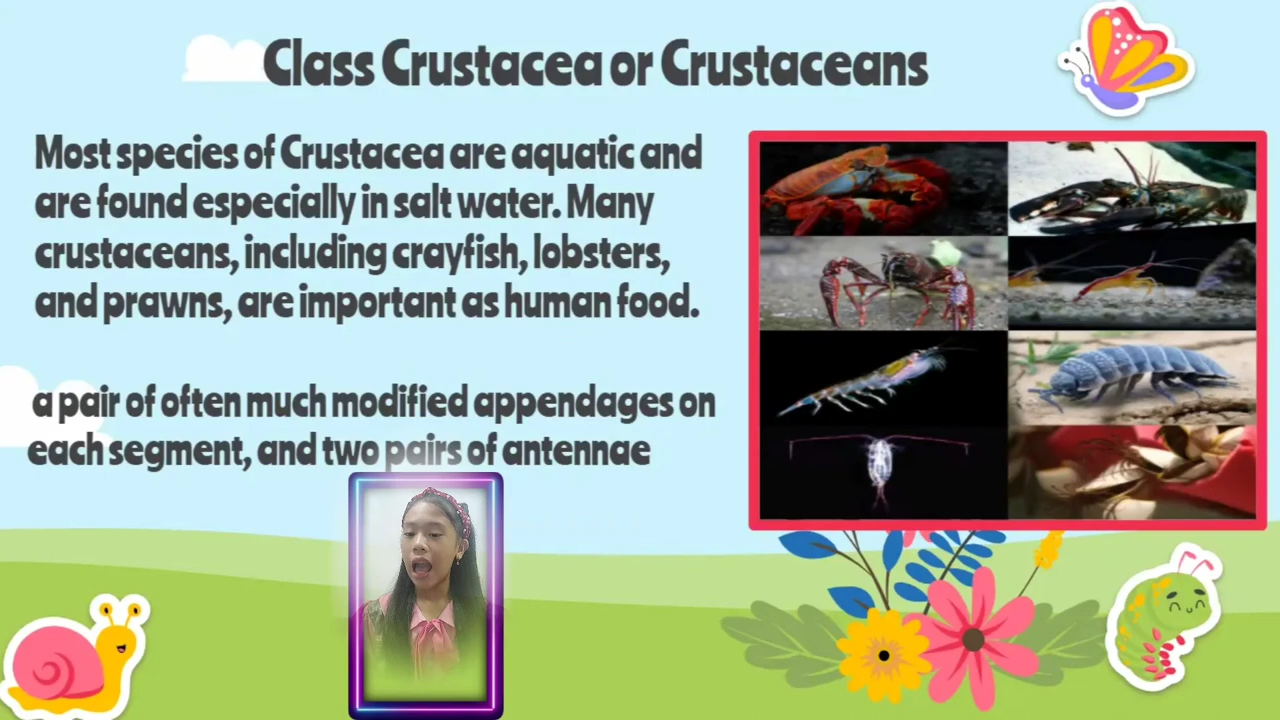 Class Crustacea or Crustaceans
Most species of Crustacea are aquatic and
are found especially in salt water. Many
crustaceans, including crayfish, lobsters,
and prawns, are important as human food.
a pair of often much modified appendages on
each segment, and two pairs of antennae